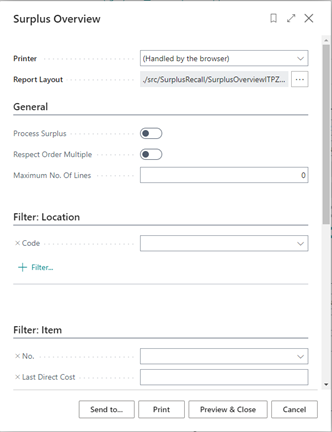 Surplus Overview
Printer (Handled by the browser)
Report Layout ./src/SurplusRecall/SurplusOverviewITPZ... ...
General
Process Surplus
Respect Order Multiple
Maximum No. Of Lines 0
Filter: Location
× Code
+ Filter...
Filter: Item
× No.
× Last Direct Cost
Send to... Print Preview & Close Cancel